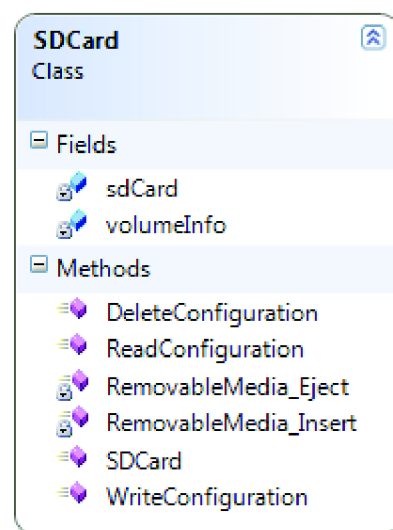 SDCard
Class
Fields
sdCard
volumeInfo
Methods
DeleteConfiguration
ReadConfiguration
RemovableMedia_Eject
RemovableMedia_Insert
SDCard
WriteConfiguration